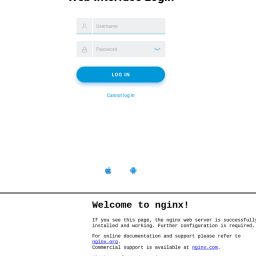 Web Interface Login
Username
Password
LOG IN
Cannot log in
Welcome to nginx!
If you see this page, the nginx web server is successfully
installed and working. Further configuration is required.
For online documentation and support please refer to
nginx.org.
Commercial support is available at nginx.com.